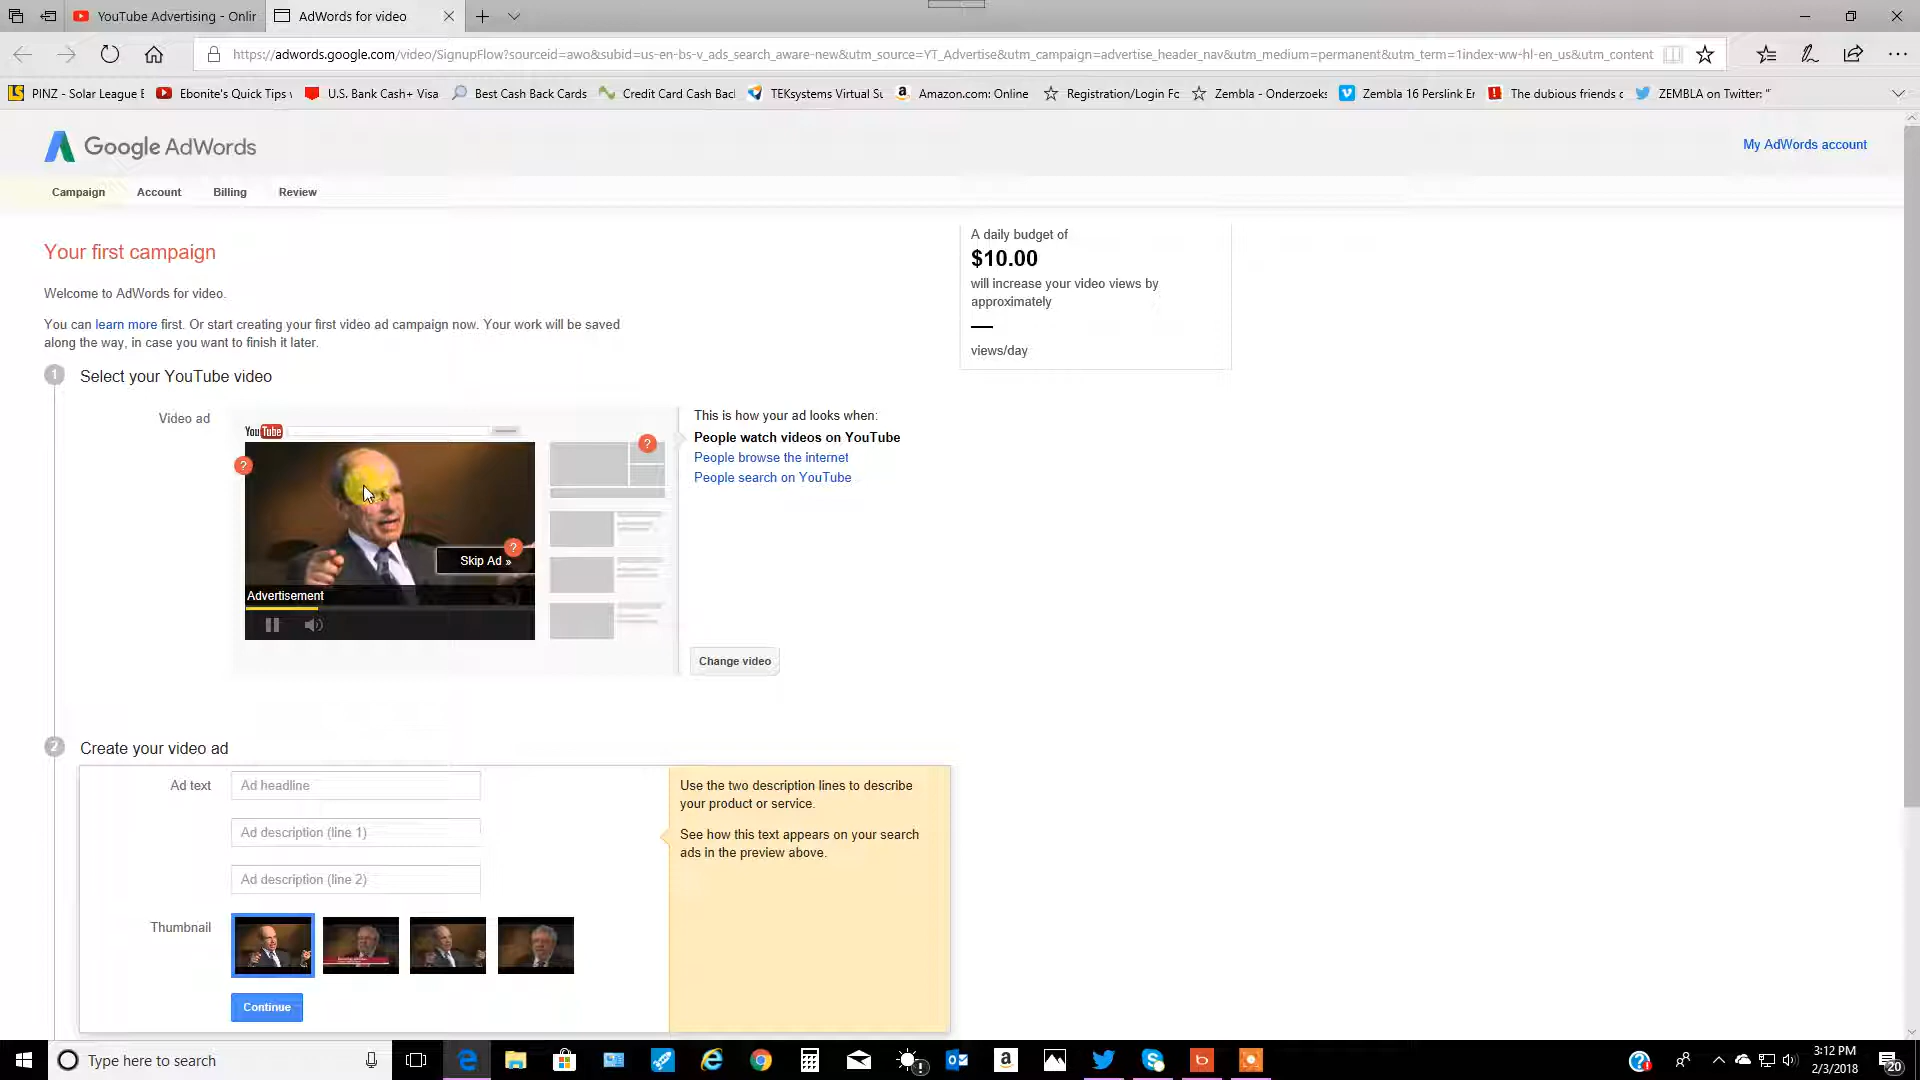 YouTube Advertising - Onlir
AdWords for video
https://adwords.google.com/video/SignupFlow?sourceid=awo&subid=us-en-bs-v_ads_search_aware-new&utm_source=YT_Advertise&utm_campaign=advertise_header_nav&utm_medium=permanent&utm_term=1index-ww-hl-en_us&utm_content
PINZ - Solar League E
Ebonite's Quick Tips v
U.S. Bank Cash+ Visa
Best Cash Back Cards
Credit Card Cash Bacl
TEKsystems Virtual Su
Amazon.com: Online
Registration/Login Fc
Zembla - Onderzoeks
Zembla 16 Perslink Er
The dubious friends c
ZEMBLA on Twitter: "
Google AdWords
My AdWords account
Campaign Account Billing Review
Your first campaign
A daily budget of
$10.00
will increase your video views by
approximately
views/day
Welcome to AdWords for video.
You can learn more first. Or start creating your first video ad campaign now. Your work will be saved
along the way, in case you want to finish it later.
1 Select your YouTube video
Video ad
YouTube
?
?
?
Skip Ad »
Advertisement
This is how your ad looks when:
People watch videos on YouTube
People browse the internet
People search on YouTube
Change video
2 Create your video ad
Ad text
Ad headline
Ad description (line 1)
Ad description (line 2)
Use the two description lines to describe
your product or service.
See how this text appears on your search
ads in the preview above.
Thumbnail
Continue
Type here to search
3:12 PM
2/3/2018
20